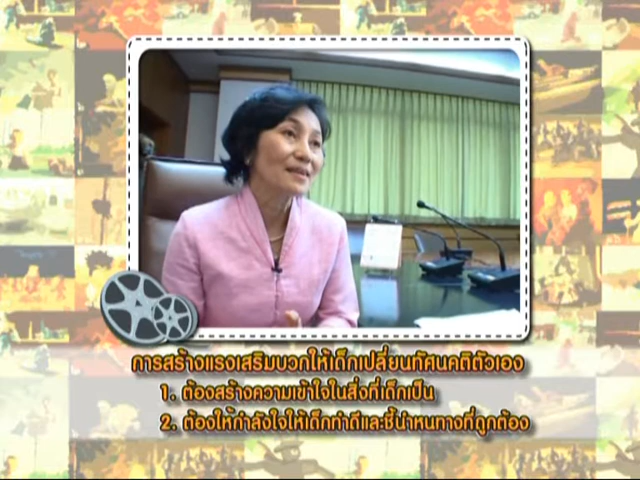 การสร้างแรงเสริมบวกให้เด็กเปลี่ยนทัศนคติตัวเอง
1. ต้องสร้างความเข้าใจในสิ่งที่เด็กเป็น
2. ต้องให้กำลังใจให้เด็กทำดีและชี้นำหนทางที่ถูกต้อง